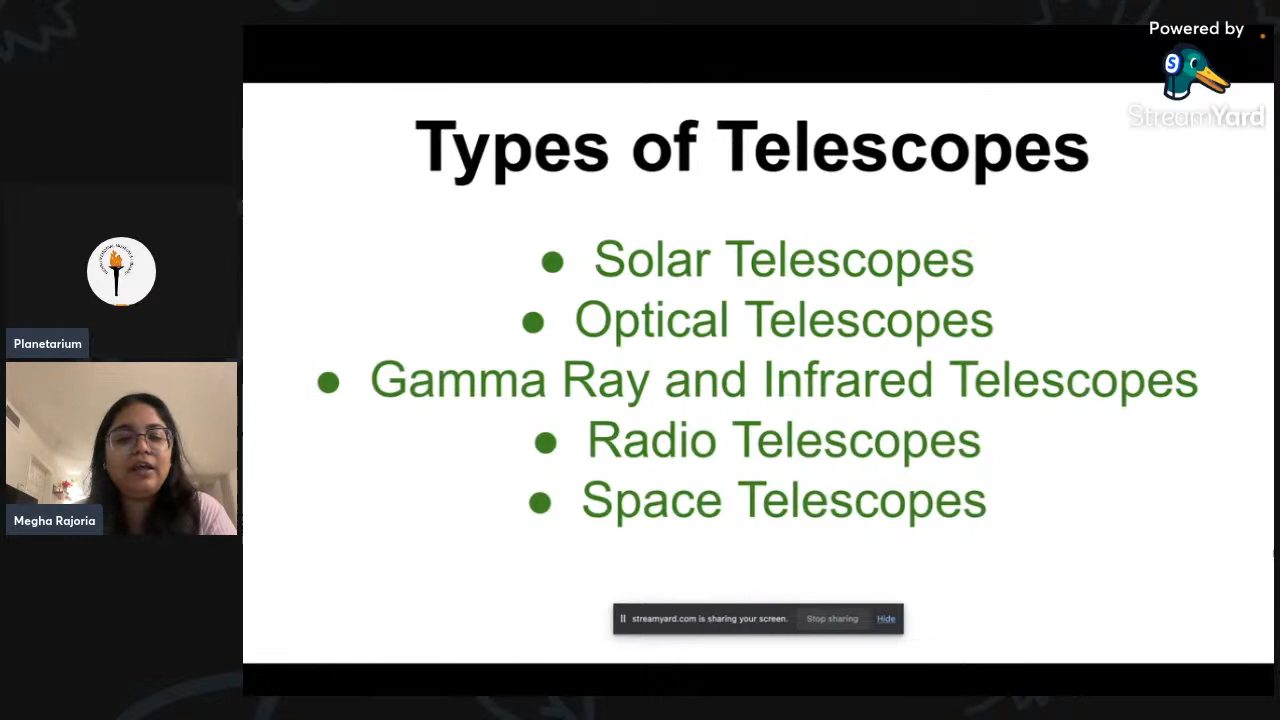 Powered by
StreamYard
Types of Telescopes
● Solar Telescopes
● Optical Telescopes
● Gamma Ray and Infrared Telescopes
● Radio Telescopes
● Space Telescopes
Planetarium
Megha Rajoria
streamyard.com is sharing your screen. Stop sharing Hide